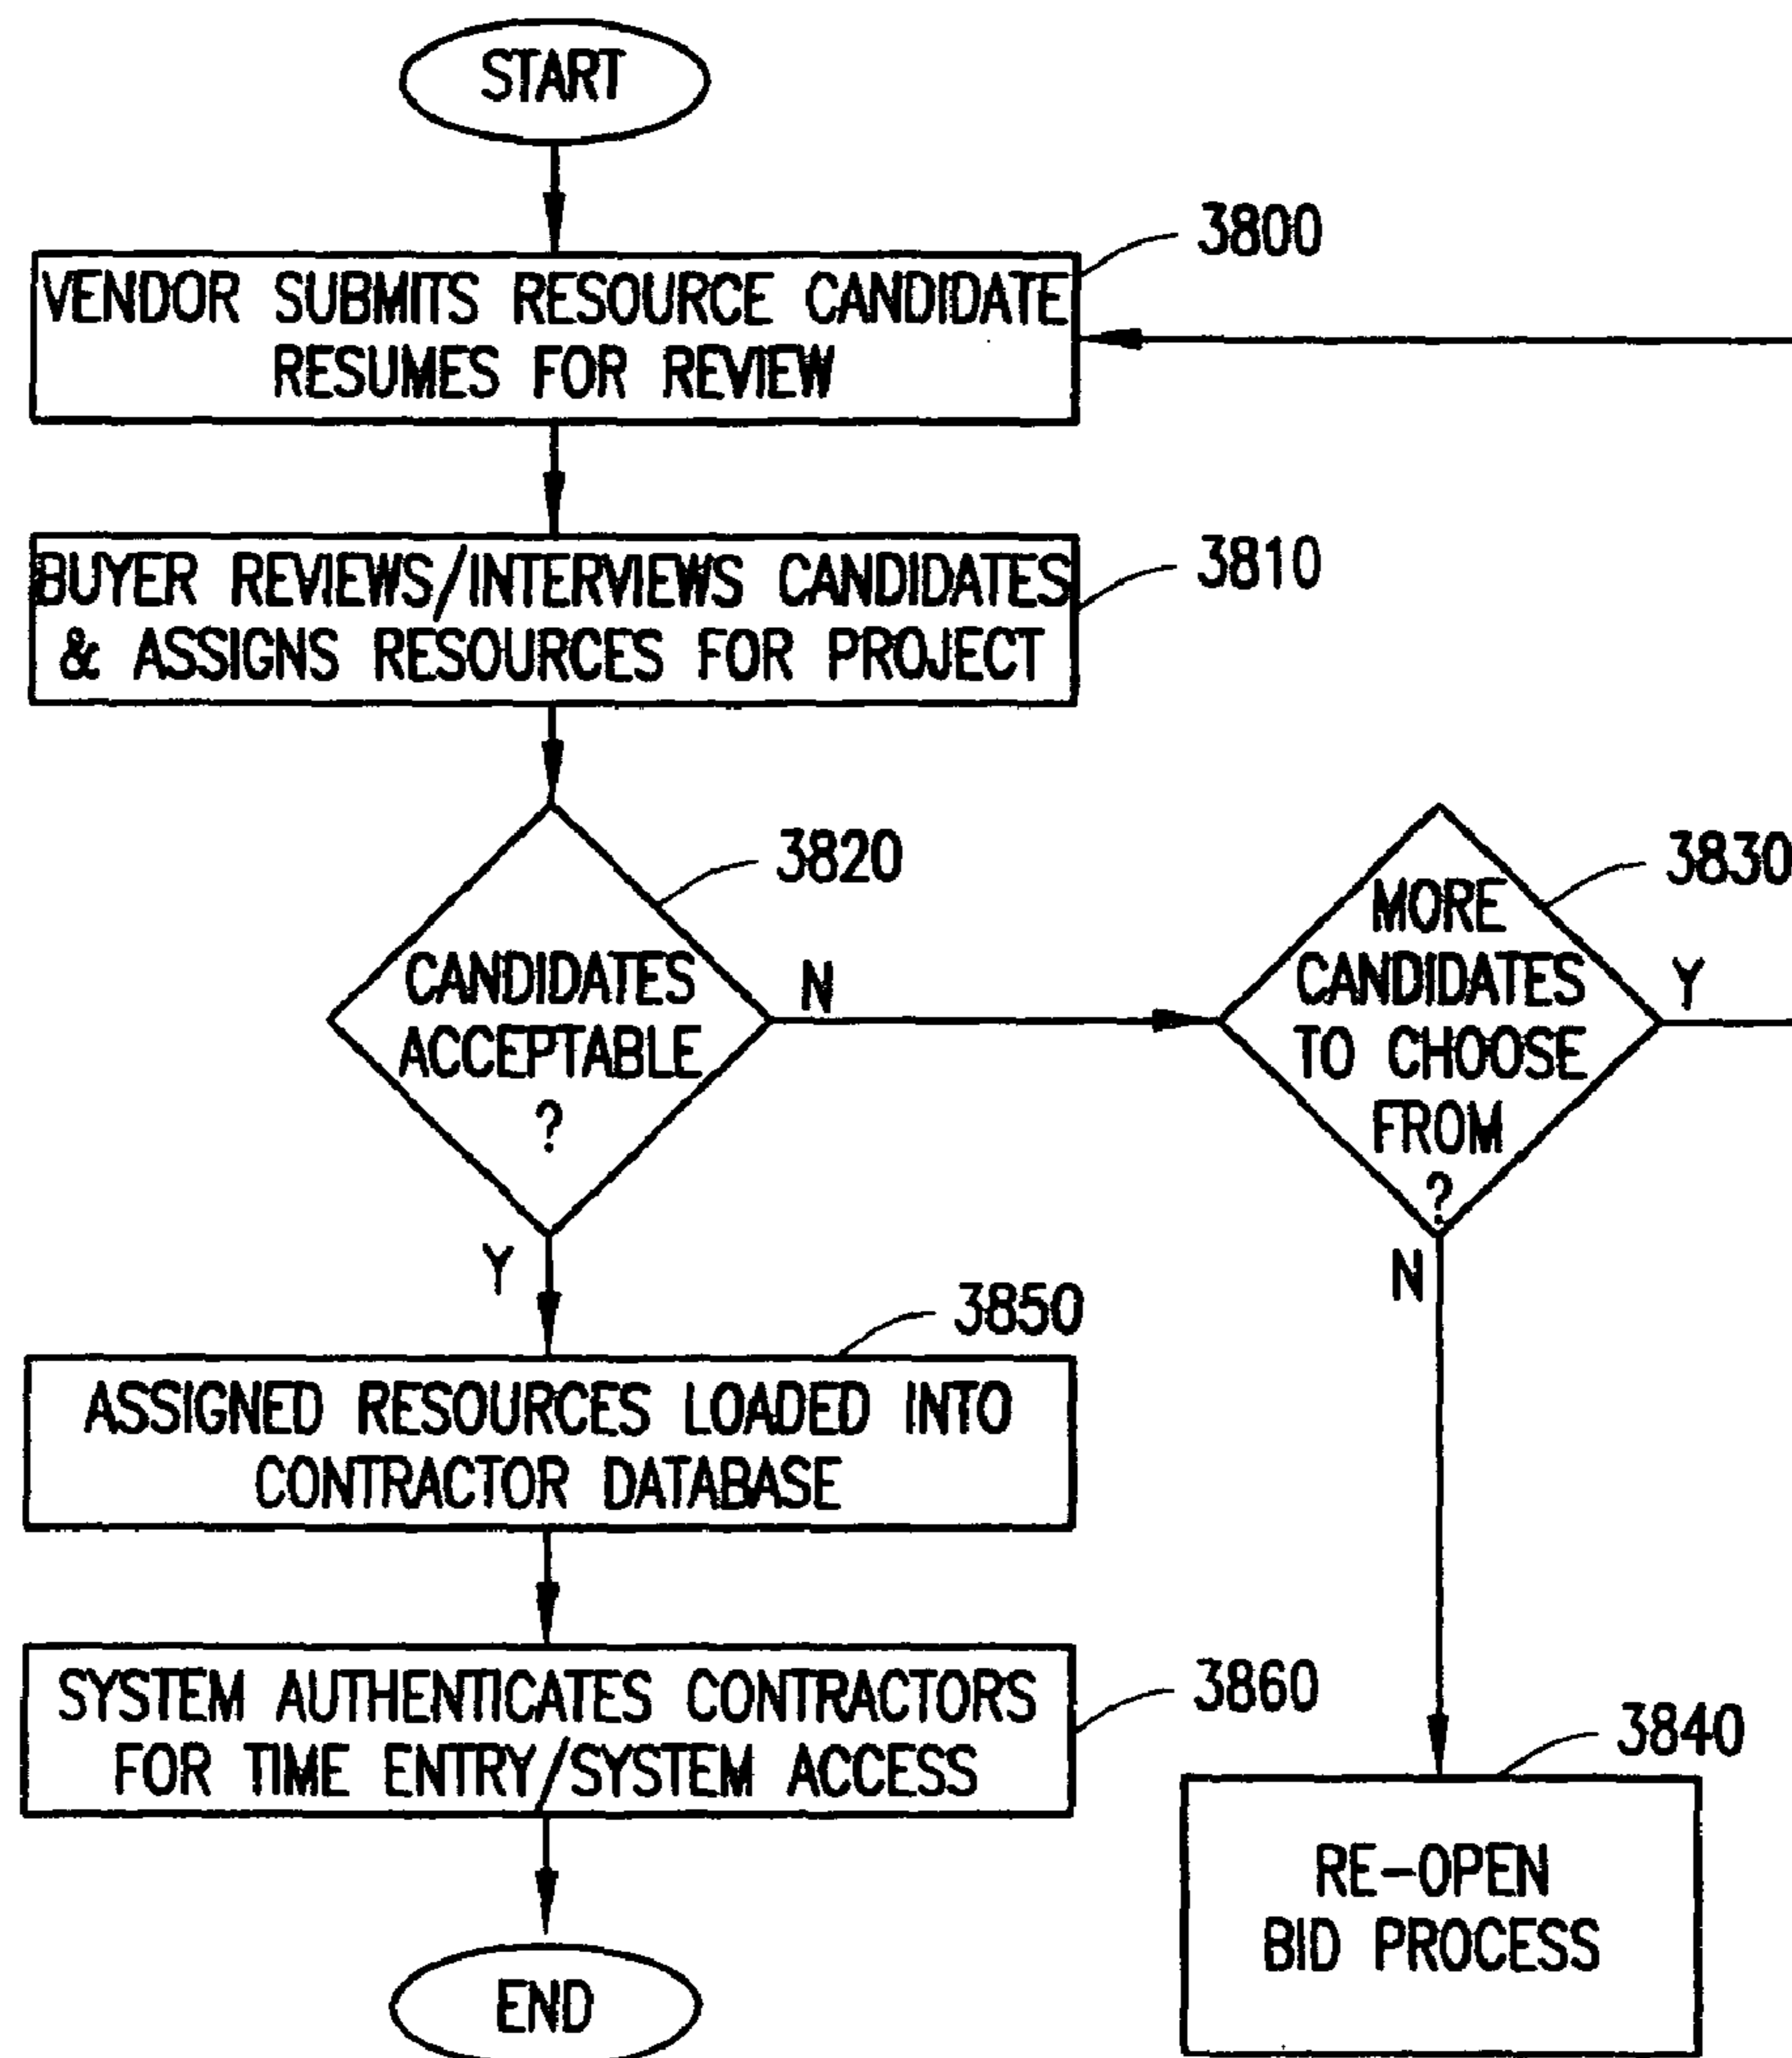 START
3800
VENDOR SUBMITS RESOURCE CANDIDATE
RESUMES FOR REVIEW
3810
BUYER REVIEWS/INTERVIEWS CANDIDATES
& ASSIGNS RESOURCES FOR PROJECT
3820
CANDIDATES
ACCEPTABLE
?
N
3830
MORE
CANDIDATES
TO CHOOSE
FROM
?
Y
Y
N
3850
ASSIGNED RESOURCES LOADED INTO
CONTRACTOR DATABASE
3860
SYSTEM AUTHENTICATES CONTRACTORS
FOR TIME ENTRY/SYSTEM ACCESS
3840
RE-OPEN
BID PROCESS
END